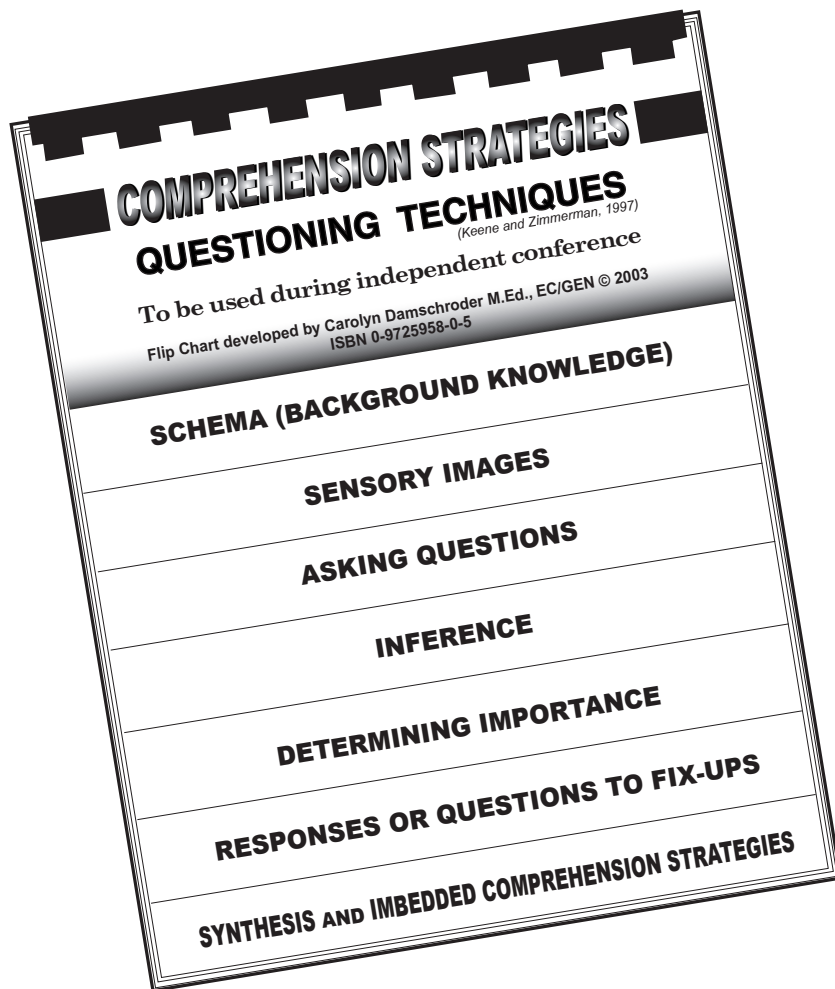 COMPREHENSION STRATEGIES
QUESTIONING TECHNIQUES
(Keene and Zimmerman, 1997)
To be used during independent conference
Flip Chart developed by Carolyn Damschroder M.Ed., EC/GEN © 2003
ISBN 0-9725958-0-5
SCHEMA (BACKGROUND KNOWLEDGE)
SENSORY IMAGES
ASKING QUESTIONS
INFERENCE
DETERMINING IMPORTANCE
RESPONSES OR QUESTIONS TO FIX-UPS
SYNTHESIS AND IMBEDDED COMPREHENSION STRATEGIES